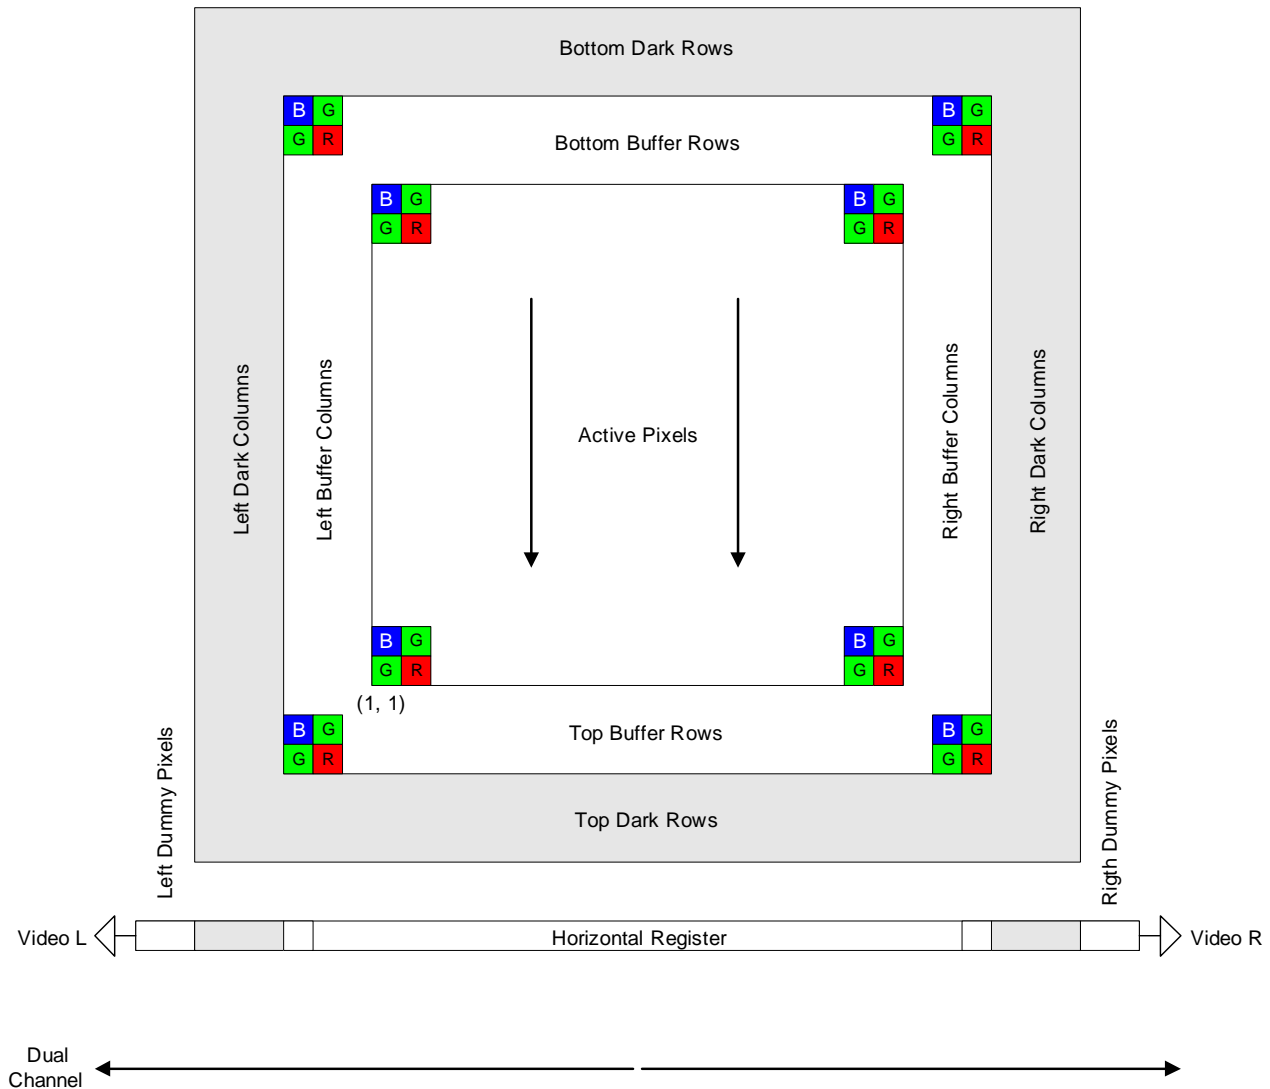 Bottom Dark Rows
B G B G
G R G R
Bottom Buffer Rows
B G B G
G R G R
Left Dark Columns
Left Buffer Columns
Active Pixels
Right Buffer Columns
Right Dark Columns
B G B G
G R G R
(1, 1)
B G B G
G R G R
Top Buffer Rows
Left Dummy Pixels
Top Dark Rows
Rigth Dummy Pixels
Video L
Horizontal Register
Video R
Dual
Channel